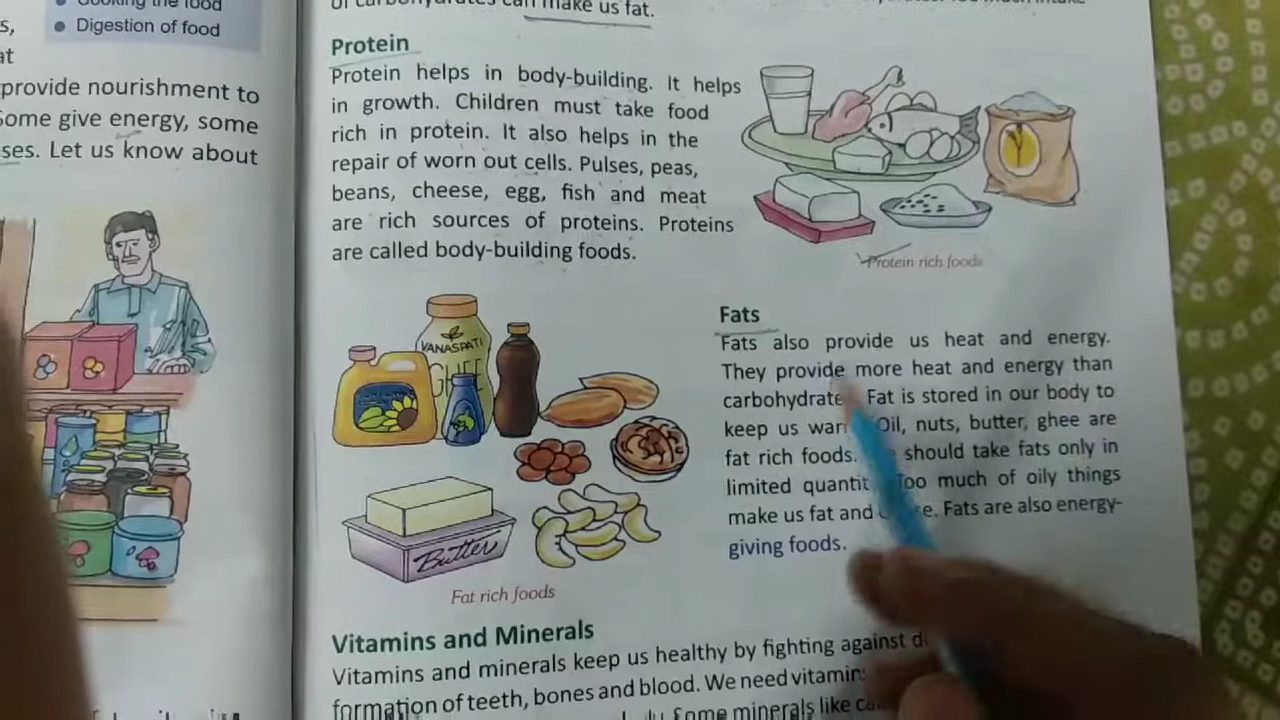 Cooking the food
• Digestion of food
s,
at
provide nourishment to
Some give energy, some
ses. Let us know about
of carbohydrates can make us fat.
Protein
Protein helps in body-building. It helps
in growth. Children must take food
rich in protein. It also helps in the
repair of worn out cells. Pulses, peas,
beans, cheese, egg, fish and meat
are rich sources of proteins. Proteins
are called body-building foods.
Protein rich foods
VANASPATI
GHEE
Butter
Fat rich foods
Fats
Fats also provide us heat and energy.
They provide more heat and energy than
carbohydrate Fat is stored in our body to
keep us war Oil, nuts, butter, ghee are
fat rich foods. should take fats only in
limited quantit Too much of oily things
make us fat and Fats are also energy-
giving foods.
Vitamins and Minerals
Vitamins and minerals keep us healthy by fighting against
formation of teeth, bones and blood. We need vitamin
Some minerals like